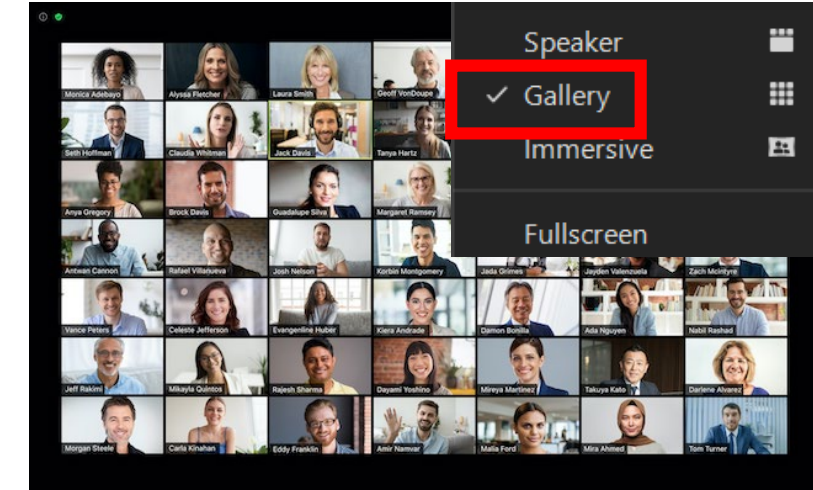 Speaker
Gallery
Immersive
Fullscreen
Monica Adebayo
Alyssa Fletcher
Laura Smith
Geoff VonDoupe
Seth Hoffman
Claudia Whitman
Jack Davis
Tanya Hartz
Anya Gregory
Brock Davis
Guadalupe Silva
Margaret Ramsey
Antwan Cannon
Rafael Villanueva
Josh Nelson
Korbin Montgomery
Jada Grimes
Jayden Valenzuela
Zach McIntyre
Vance Peters
Celeste Jefferson
Evangenline Huber
Kiera Andrade
Damon Bonilla
Ada Nguyen
Nabil Rashad
Jeff Rakimi
Mikayla Quintos
Rajesh Sharma
Dayami Yoshino
Mireya Martinez
Takuya Kato
Darlene Alvarez
Morgan Steele
Carla Kinahan
Eddy Franklin
Amir Namvar
Malia Ford
Mira Ahmed
Tom Turner